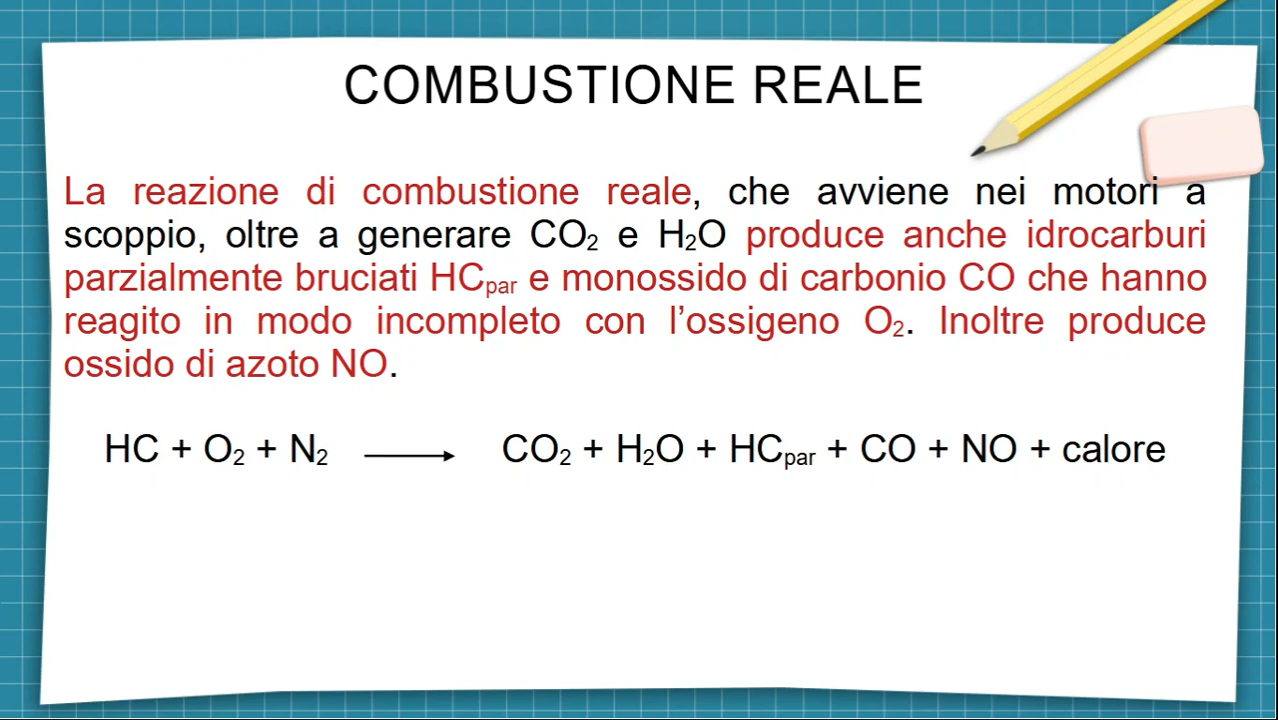 COMBUSTIONE REALE
La reazione di combustione reale, che avviene nei motori a
scoppio, oltre a generare CO₂ e H₂O produce anche idrocarburi
parzialmente bruciati HCpar e monossido di carbonio CO che hanno
reagito in modo incompleto con l’ossigeno O₂. Inoltre produce
ossido di azoto NO.
HC + O₂ + N₂ ⟶ CO₂ + H₂O + HCpar + CO + NO + calore